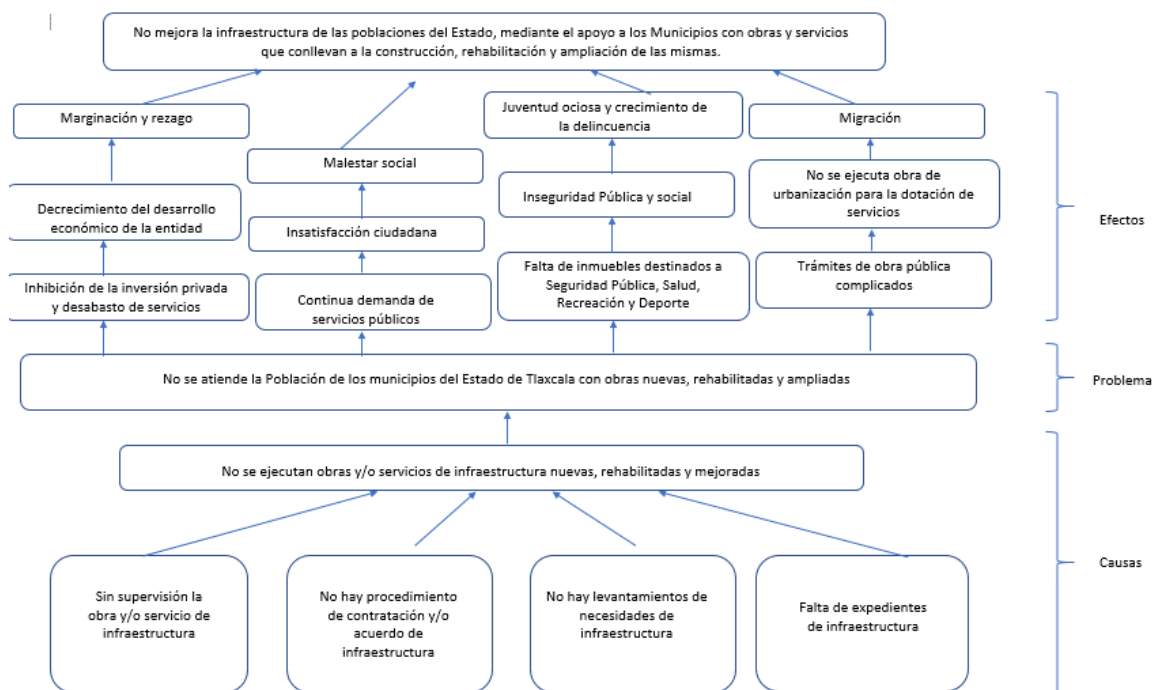 No mejora la infraestructura de las poblaciones del Estado, mediante el apoyo a los Municipios con obras y servicios
que conllevan a la construcción, rehabilitación y ampliación de las mismas.
Marginación y rezago
Juventud ociosa y crecimiento de
la delincuencia
Migración
Malestar social
Decrecimiento del desarrollo
económico de la entidad
Insatisfacción ciudadana
Inseguridad Pública y social
No se ejecuta obra de
urbanización para la dotación de
servicios
Efectos
Inhibición de la inversión privada
y desabasto de servicios
Continua demanda de
servicios públicos
Falta de inmuebles destinados a
Seguridad Pública, Salud,
Recreación y Deporte
Trámites de obra pública
complicados
No se atiende la Población de los municipios del Estado de Tlaxcala con obras nuevas, rehabilitadas y ampliadas
Problema
No se ejecutan obras y/o servicios de infraestructura nuevas, rehabilitadas y mejoradas
Sin supervisión la
obra y/o servicio de
infraestructura
No hay procedimiento
de contratación y/o
acuerdo de
infraestructura
No hay levantamientos de
necesidades de
infraestructura
Falta de expedientes
de infraestructura
Causas